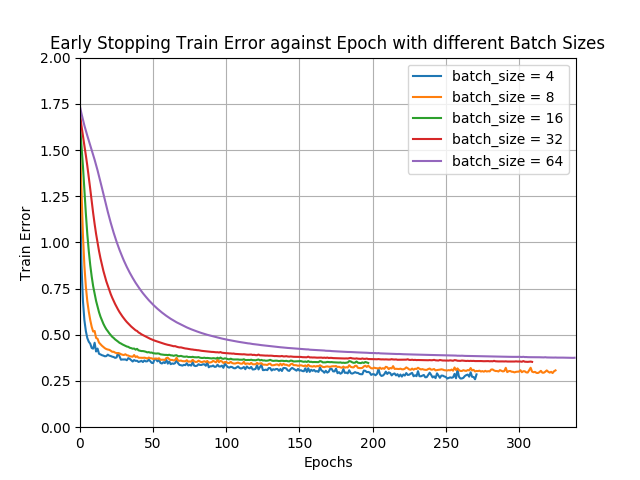 Early Stopping Train Error against Epoch with different Batch Sizes
2.00
1.75
1.50
1.25
1.00
0.75
0.50
0.25
0.00
Train Error
batch_size = 4
batch_size = 8
batch_size = 16
batch_size = 32
batch_size = 64
0 50 100 150 200 250 300
Epochs